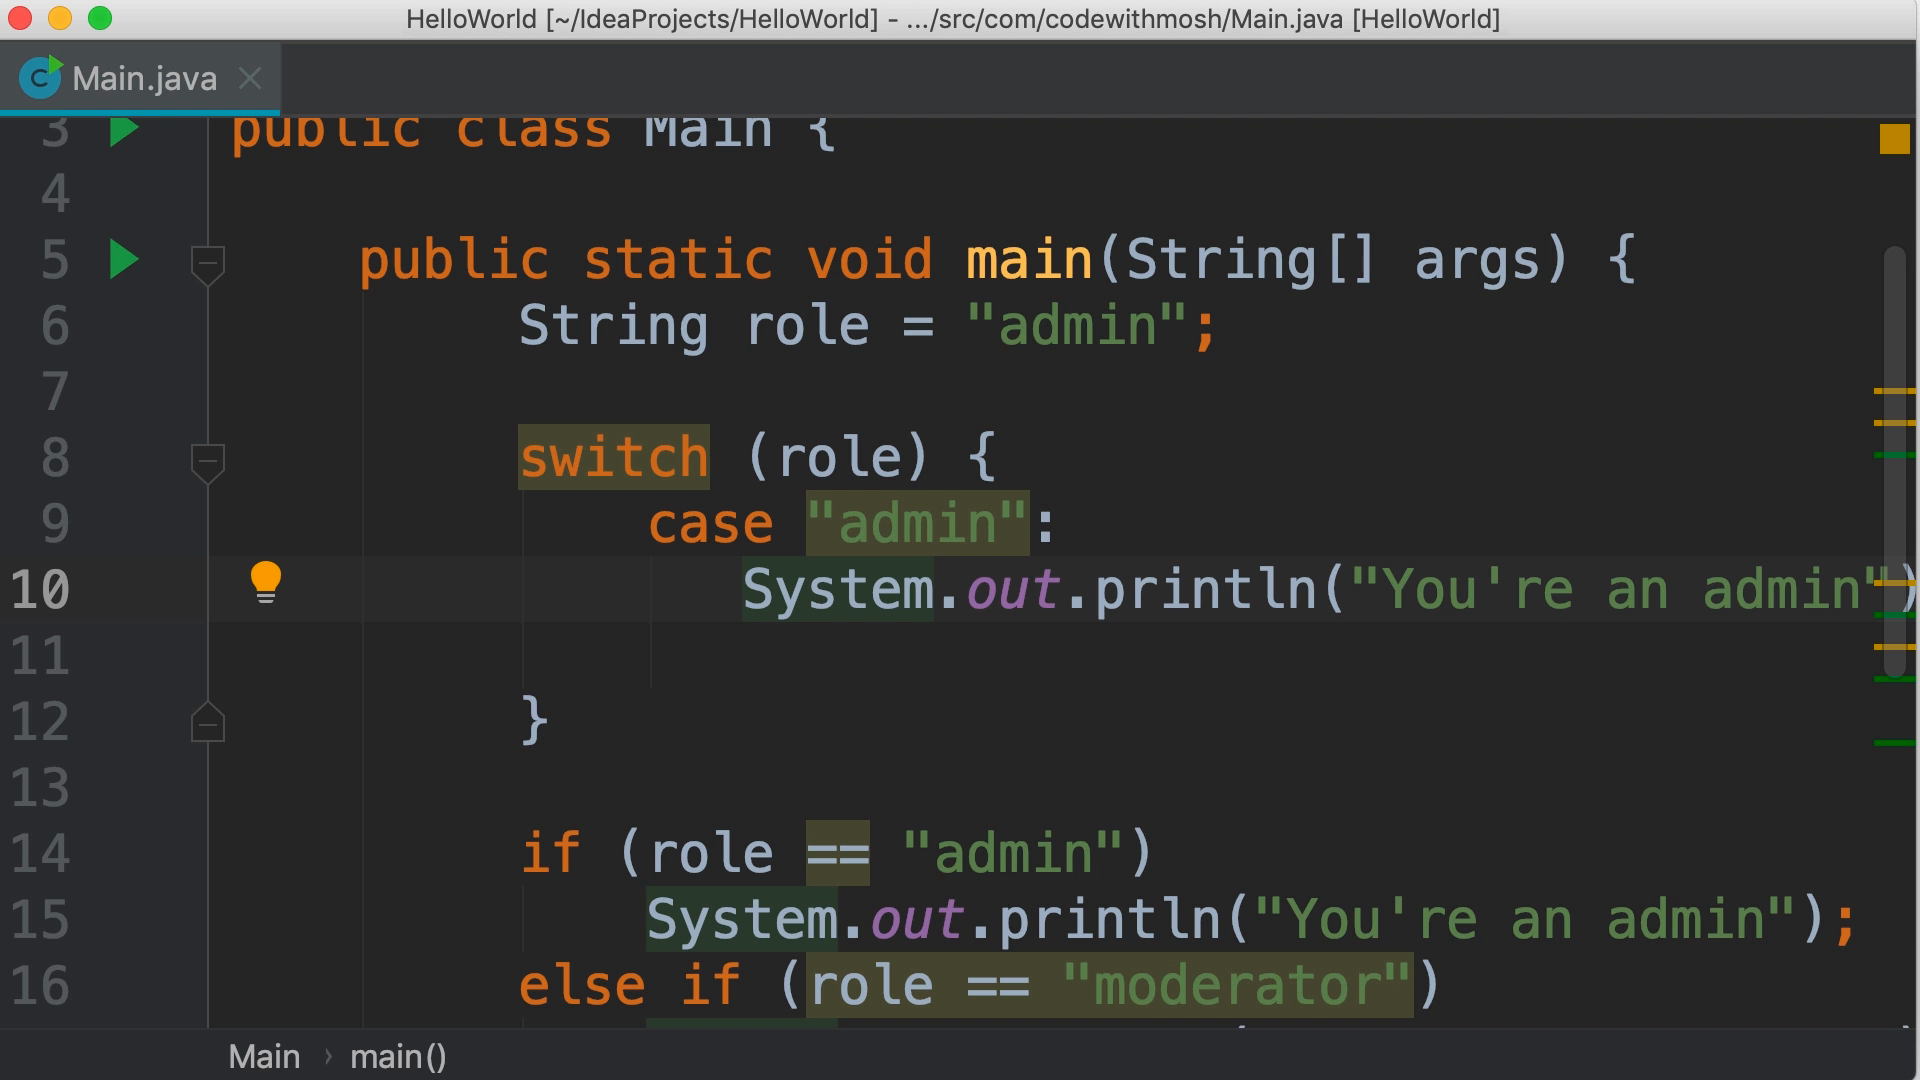 HelloWorld [~/IdeaProjects/HelloWorld] - .../src/com/codewithmosh/Main.java [HelloWorld]
C Main.java
3 public class Main {
4
5 public static void main(String[] args) {
6 String role = "admin";
7
8 switch (role) {
9 case "admin":
10 System.out.println("You're an admin")
11
12 }
13
14 if (role == "admin")
15 System.out.println("You're an admin");
16 else if (role == "moderator")
Main › main()